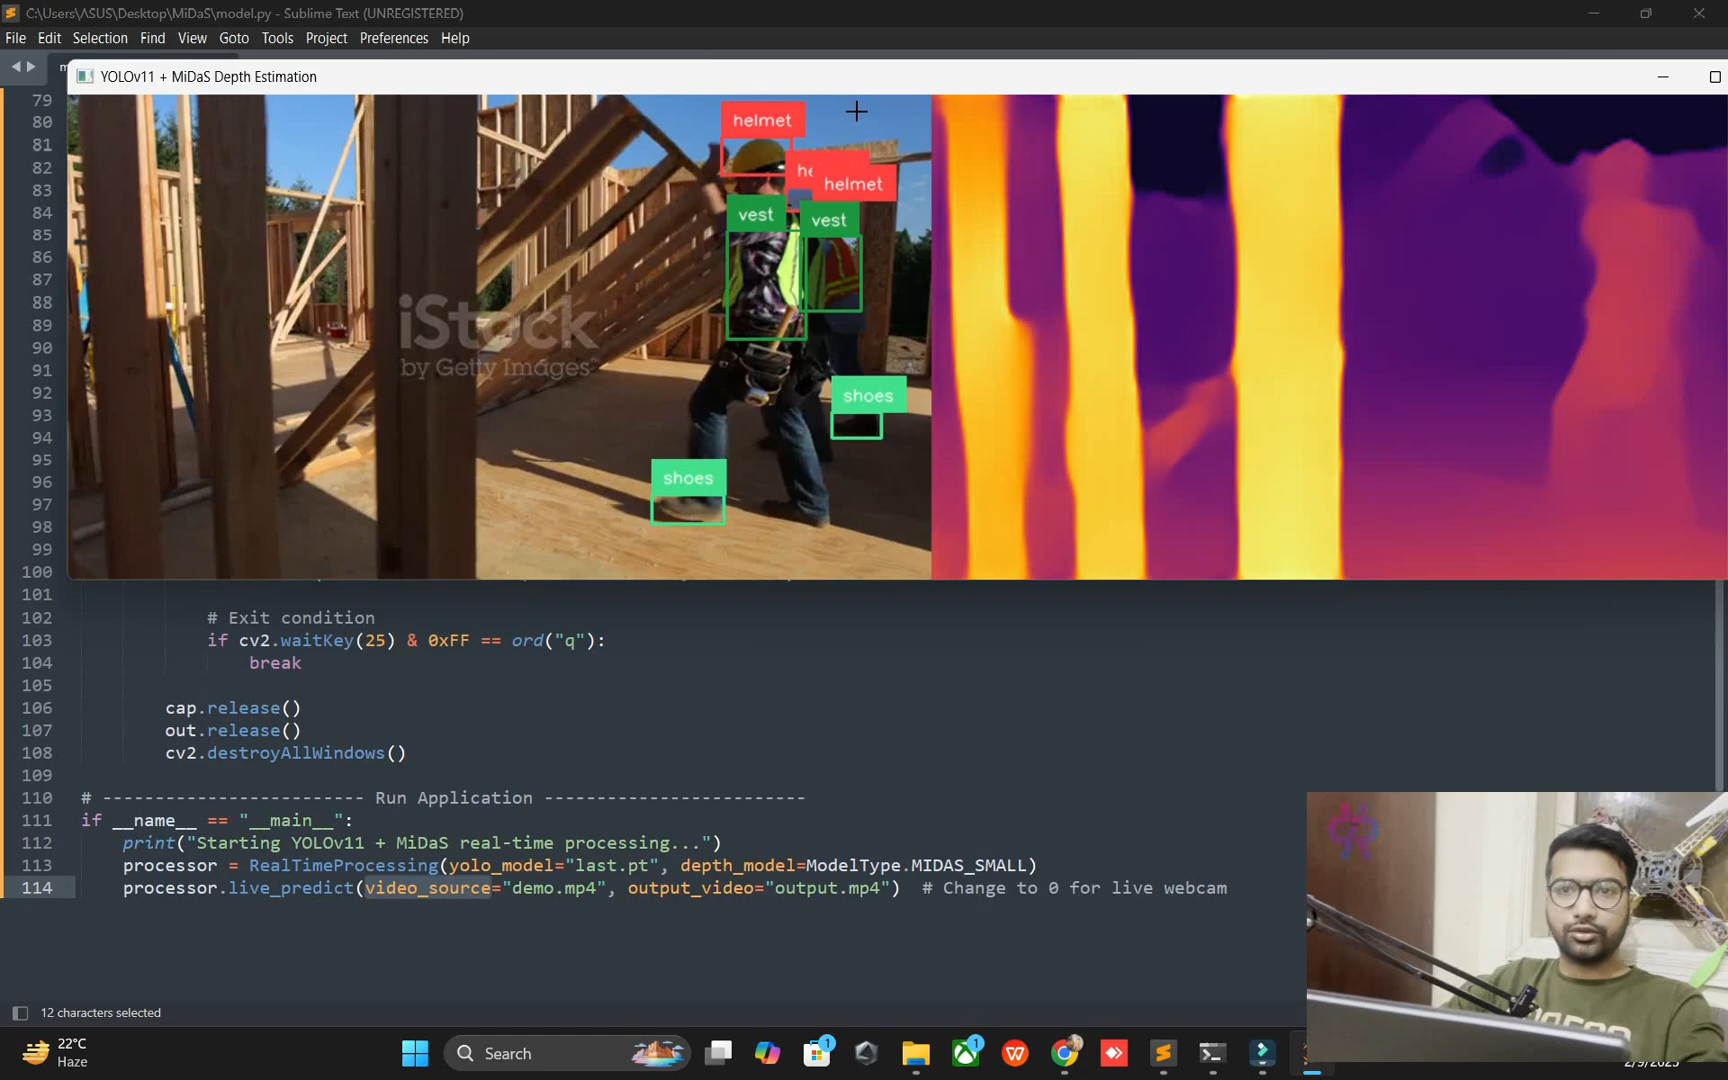 C:\Users\ASUS\Desktop\MiDaS\model.py - Sublime Text (UNREGISTERED)
File Edit Selection Find View Goto Tools Project Preferences Help
YOLOv11 + MiDaS Depth Estimation
helmet
helmet
vest
vest
iStock
by Getty Images™
shoes
shoes
79
80
81
82
83
84
85
86
87
88
89
90
91
92
93
94
95
96
97
98
99
100
101
102 # Exit condition
103 if cv2.waitKey(25) & 0xFF == ord("q"):
104 break
105
106 cap.release()
107 out.release()
108 cv2.destroyAllWindows()
109
110 # ------------------------- Run Application -------------------------
111 if __name__ == "__main__":
112 print("Starting YOLOv11 + MiDaS real-time processing...")
113 processor = RealTimeProcessing(yolo_model="last.pt", depth_model=ModelType.MIDAS_SMALL)
114 processor.live_predict(video_source="demo.mp4", output_video="output.mp4") # Change to 0 for live webcam
12 characters selected
22°C
Haze
Search
1
1